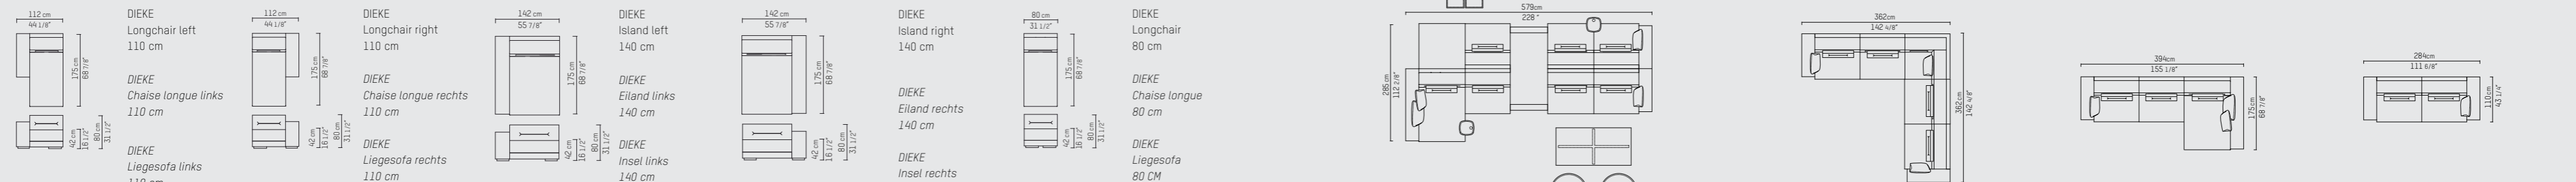 112 cm
44 1/8"
175 cm
68 7/8"
42 cm
16 1/2"
80 cm
31 1/2"
DIEKE
Longchair left
110 cm
DIEKE
Chaise longue links
110 cm
DIEKE
Liegesofa links
110 cm
112 cm
44 1/8"
175 cm
68 7/8"
42 cm
16 1/2"
80 cm
31 1/2"
DIEKE
Longchair right
110 cm
DIEKE
Chaise longue rechts
110 cm
DIEKE
Liegesofa rechts
110 cm
142 cm
55 7/8"
175 cm
68 7/8"
42 cm
16 1/2"
80 cm
31 1/2"
DIEKE
Island left
140 cm
DIEKE
Eiland links
140 cm
DIEKE
Insel links
140 cm
142 cm
55 7/8"
175 cm
68 7/8"
42 cm
16 1/2"
80 cm
31 1/2"
DIEKE
Island right
140 cm
DIEKE
Eiland rechts
140 cm
DIEKE
Insel rechts
80 cm
31 1/2"
175 cm
68 7/8"
42 cm
16 1/2"
80 cm
31 1/2"
DIEKE
Longchair
80 cm
DIEKE
Chaise longue
80 cm
DIEKE
Liegesofa
80 CM
579cm
228 "
285 cm
112 2/8"
362cm
142 4/8"
362cm
142 4/8"
394cm
155 1/8"
175cm
68 7/8"
284cm
111 6/8"
110cm
43 1/4"